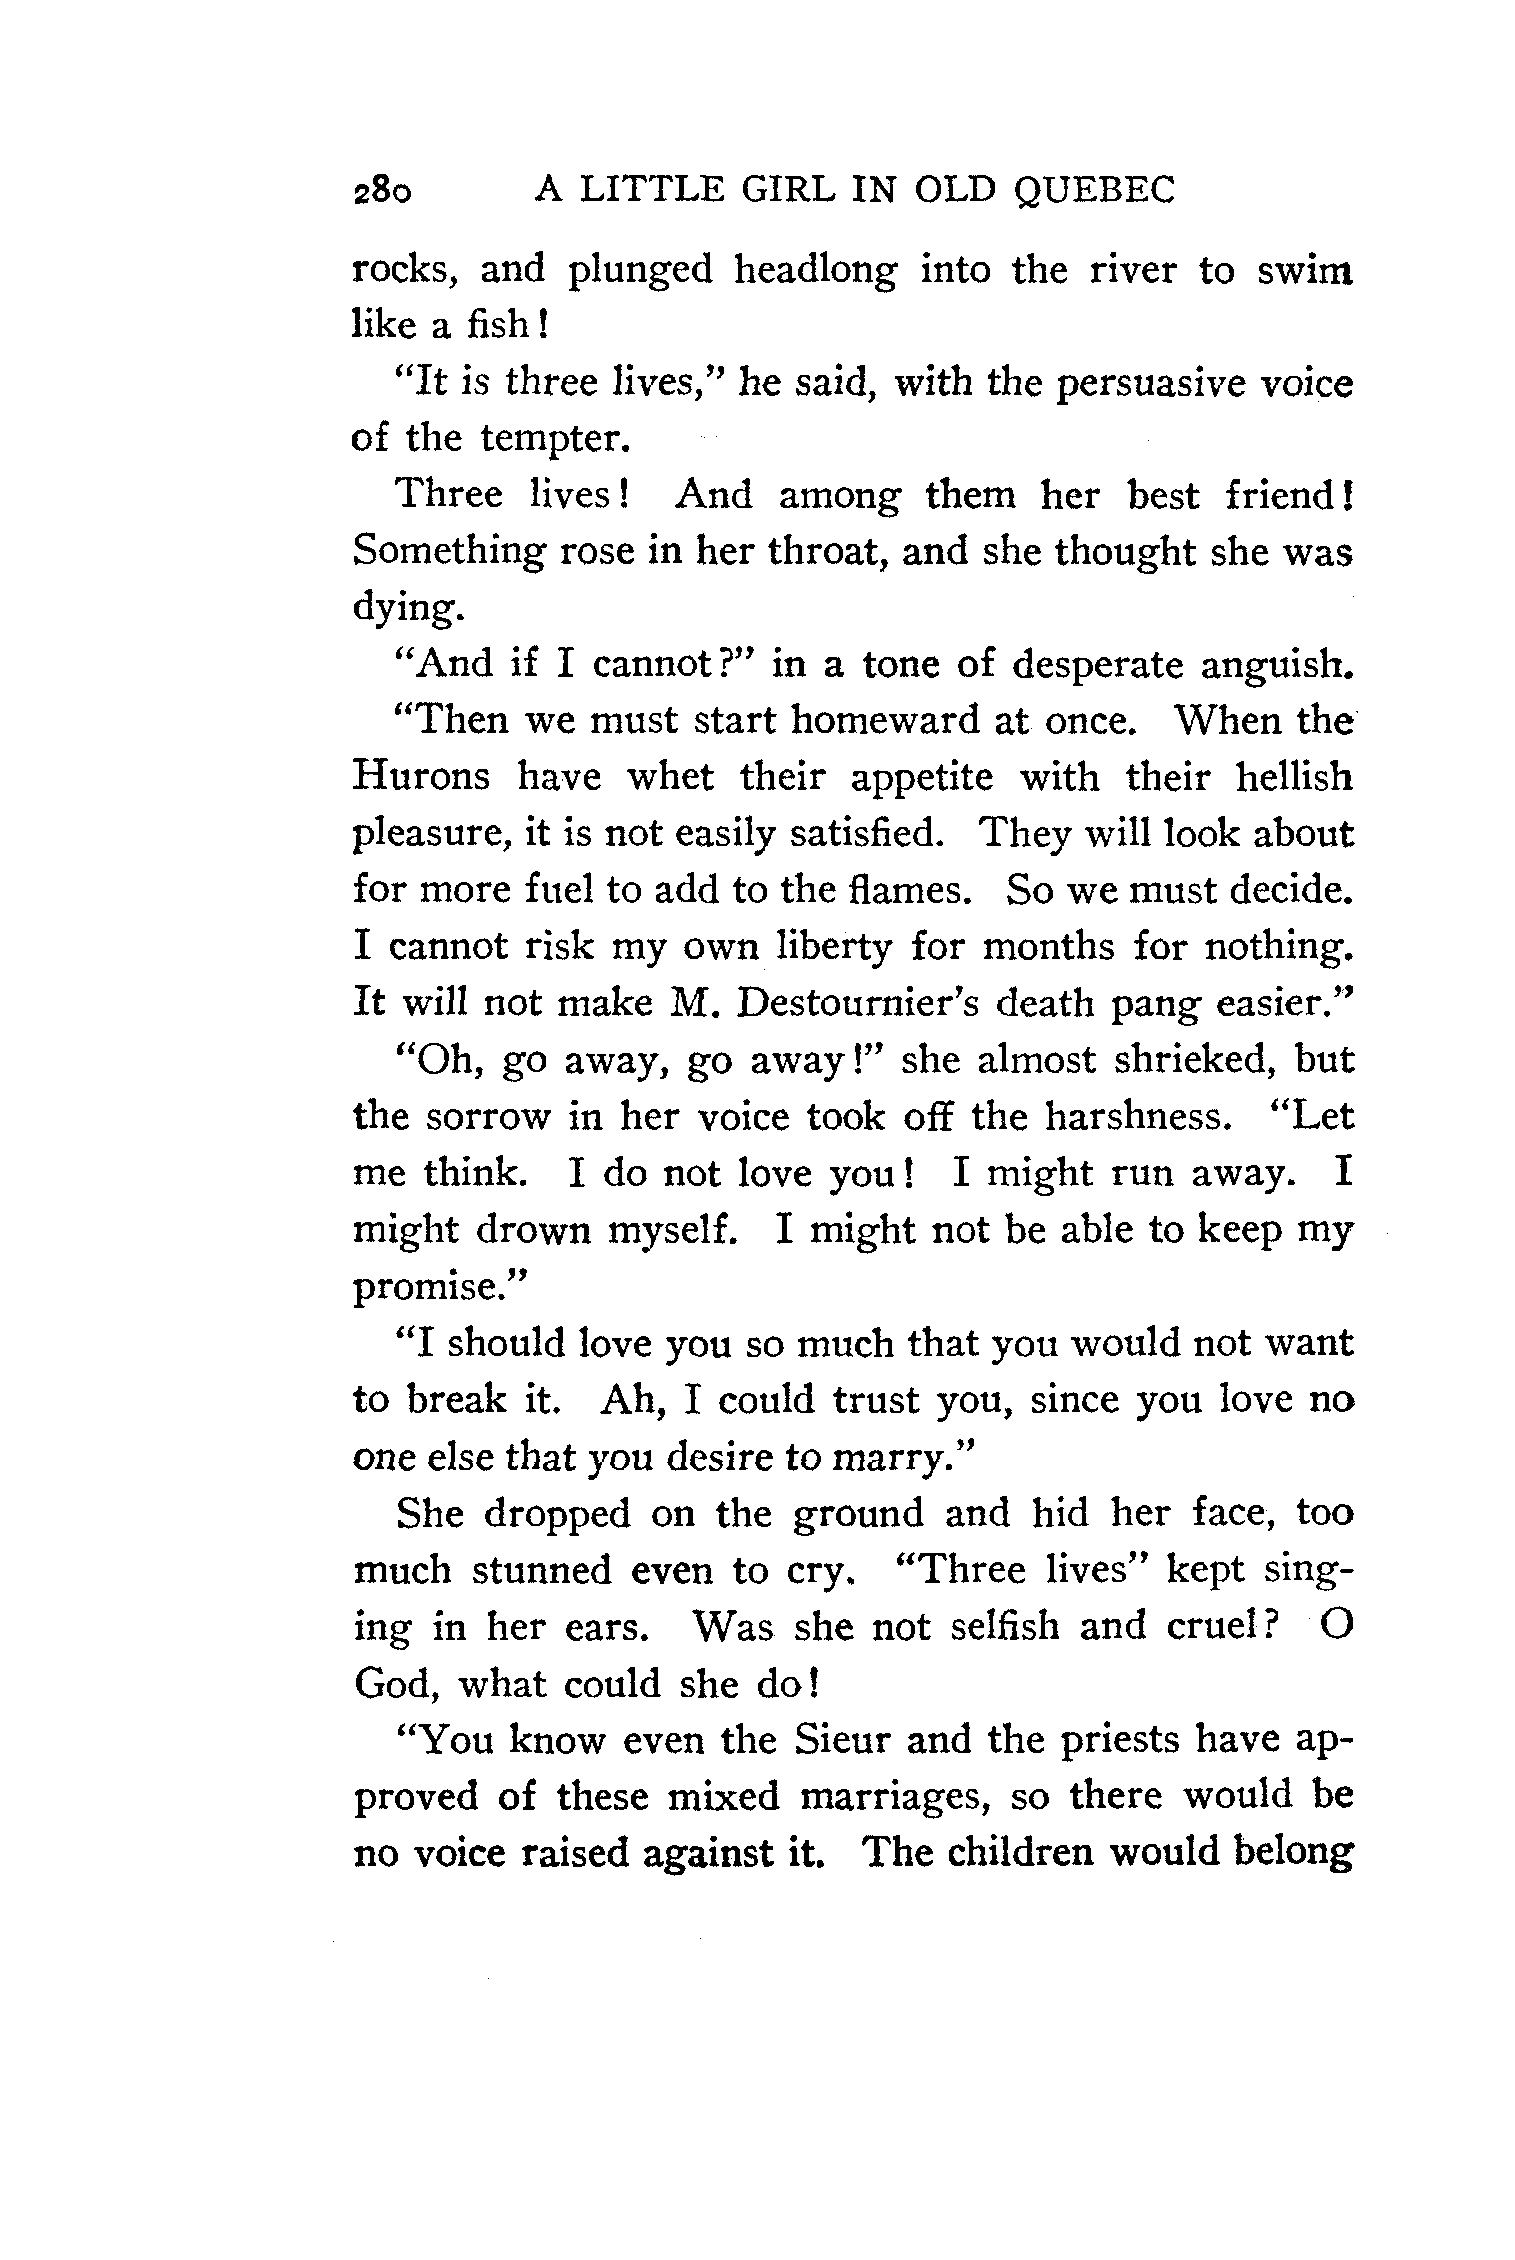 280 A LITTLE GIRL IN OLD QUEBEC
rocks, and plunged headlong into the river to swim
like a fish!
"It is three lives," he said, with the persuasive voice
of the tempter.
Three lives! And among them her best friend!
Something rose in her throat, and she thought she was
dying.
"And if I cannot?" in a tone of desperate anguish.
"Then we must start homeward at once. When the
Hurons have whet their appetite with their hellish
pleasure, it is not easily satisfied. They will look about
for more fuel to add to the flames. So we must decide.
I cannot risk my own liberty for months for nothing.
It will not make M. Destournier's death pang easier."
"Oh, go away, go away!" she almost shrieked, but
the sorrow in her voice took off the harshness. "Let
me think. I do not love you! I might run away. I
might drown myself. I might not be able to keep my
promise."
"I should love you so much that you would not want
to break it. Ah, I could trust you, since you love no
one else that you desire to marry."
She dropped on the ground and hid her face, too
much stunned even to cry. "Three lives" kept sing-
ing in her ears. Was she not selfish and cruel? O
God, what could she do!
"You know even the Sieur and the priests have ap-
proved of these mixed marriages, so there would be
no voice raised against it. The children would belong